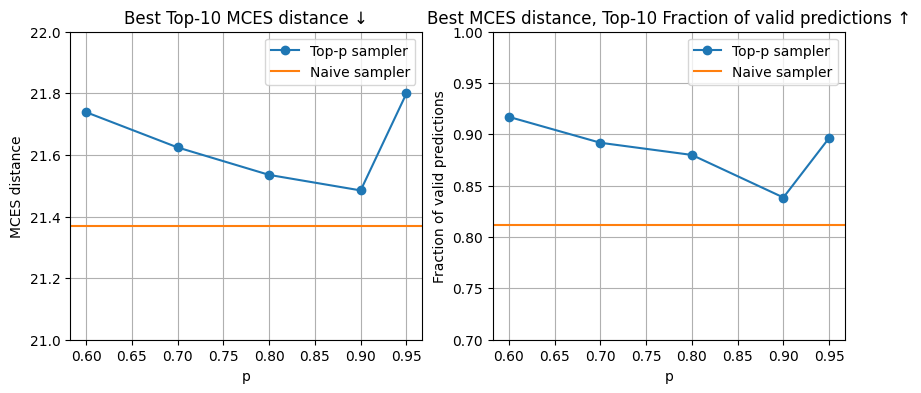 Best Top-10 MCES distance ↓
MCES distance
22.0
21.8
21.6
21.4
21.2
21.0
0.60 0.65 0.70 0.75 0.80 0.85 0.90 0.95
p
Top-p sampler
Naive sampler
Best MCES distance, Top-10 Fraction of valid predictions ↑
Fraction of valid predictions
1.00
0.95
0.90
0.85
0.80
0.75
0.70
0.60 0.65 0.70 0.75 0.80 0.85 0.90 0.95
p
Top-p sampler
Naive sampler